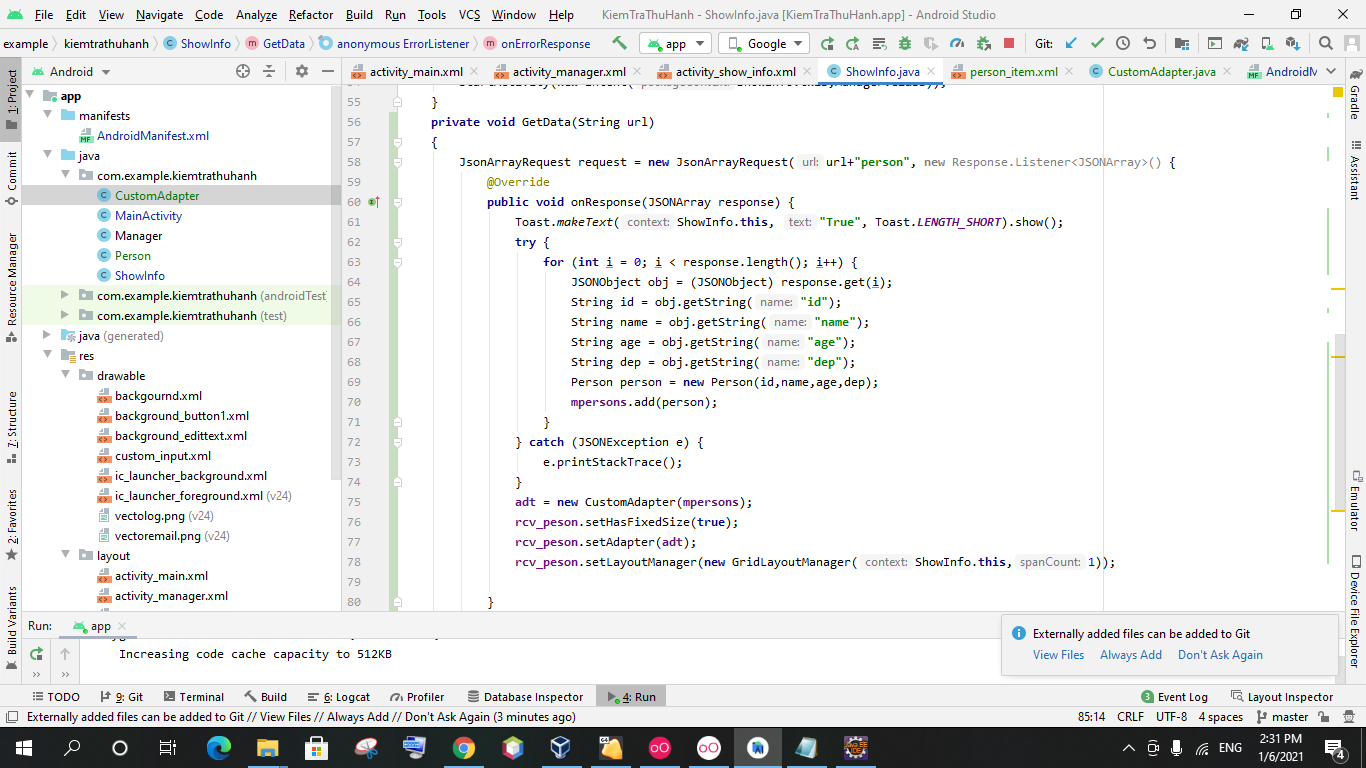 File Edit View Navigate Code Analyze Refactor Build Run Tools VCS Window Help KiemTraThuHanh - ShowInfo.java [KiemTraThuHanh.app] - Android Studio
example kiemtrathuhanh ShowInfo GetData anonymous ErrorListener onErrorResponse app Google Git:
Android activity_main.xml activity_manager.xml activity_show_info.xml ShowInfo.java person_item.xml CustomAdapter.java AndroidM
1: Project
Commit
Resource Manager
7: Structure
2: Favorites
Build Variants
app
manifests
AndroidManifest.xml
java
com.example.kiemtrathuhanh
CustomAdapter
MainActivity
Manager
Person
ShowInfo
com.example.kiemtrathuhanh (androidTest
com.example.kiemtrathuhanh (test)
java (generated)
res
drawable
backgournd.xml
background_button1.xml
background_edittext.xml
custom_input.xml
ic_launcher_background.xml
ic_launcher_foreground.xml (v24)
vectolog.png (v24)
vectoremail.png (v24)
layout
activity_main.xml
activity_manager.xml
55 }
56 private void GetData(String url)
57 {
58 JsonArrayRequest request = new JsonArrayRequest( url: url+"person", new Response.Listener<JSONArray>() {
59 @Override
60 public void onResponse(JSONArray response) {
61 Toast.makeText( context: ShowInfo.this, text: "True", Toast.LENGTH_SHORT).show();
62 try {
63 for (int i = 0; i < response.length(); i++) {
64 JSONObject obj = (JSONObject) response.get(i);
65 String id = obj.getString( name: "id");
66 String name = obj.getString( name: "name");
67 String age = obj.getString( name: "age");
68 String dep = obj.getString( name: "dep");
69 Person person = new Person(id,name,age,dep);
70 mpersons.add(person);
71 }
72 } catch (JSONException e) {
73 e.printStackTrace();
74 }
75 adt = new CustomAdapter(mpersons);
76 rcv_peson.setHasFixedSize(true);
77 rcv_peson.setAdapter(adt);
78 rcv_peson.setLayoutManager(new GridLayoutManager( context: ShowInfo.this, spanCount: 1));
79
80 }
Gradle
Assistant
Emulator
Device File Explorer
Run: app
Increasing code cache capacity to 512KB
Externally added files can be added to Git
View Files Always Add Don't Ask Again
TODO 9: Git Terminal Build 6: Logcat Profiler Database Inspector 4: Run 3 Event Log Layout Inspector
Externally added files can be added to Git // View Files // Always Add // Don't Ask Again (3 minutes ago) 85:14 CRLF UTF-8 4 spaces master
ENG 2:31 PM
1/6/2021
4